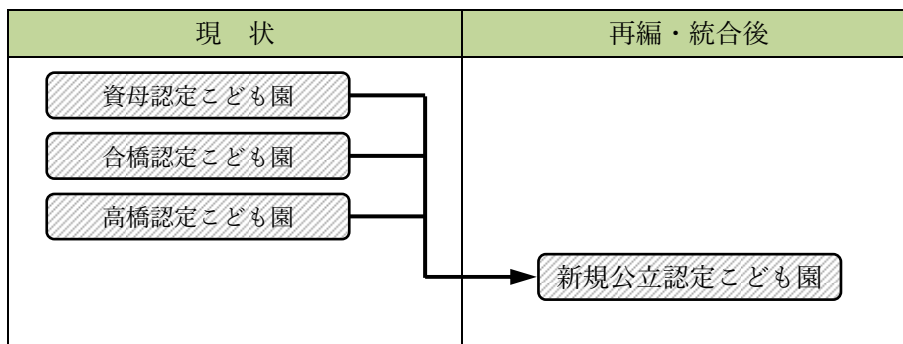 現　状
再編・統合後
資母認定こども園
合橋認定こども園
高橋認定こども園
新規公立認定こども園